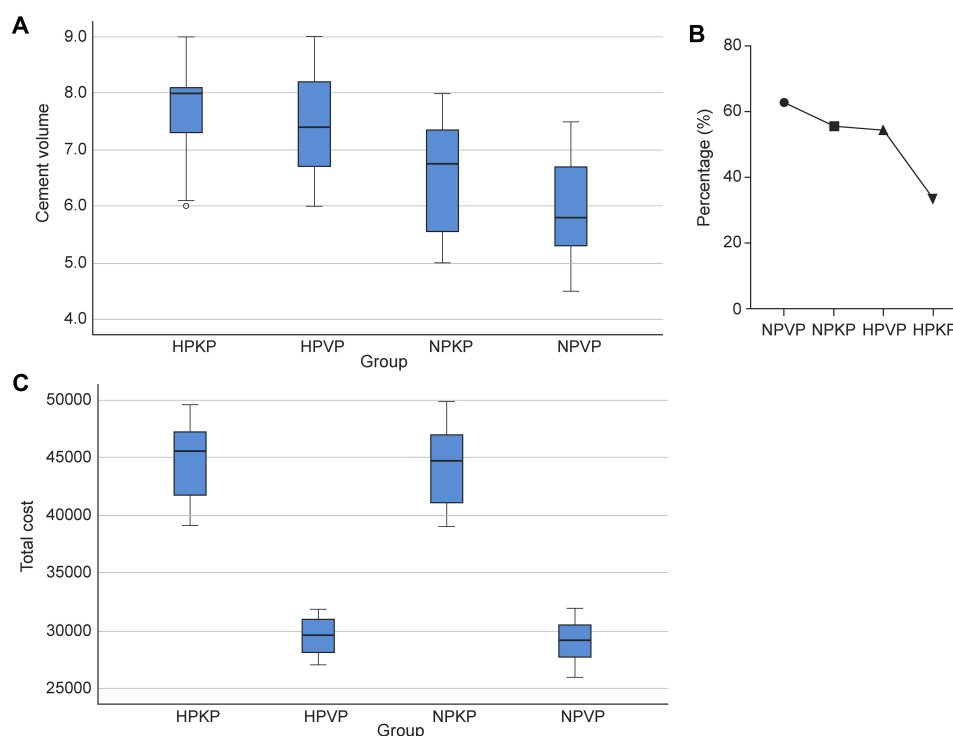 A
Cement volume
9.0
8.0
7.0
6.0
5.0
4.0
HPKP HPVP NPKP NPVP
Group
B
Percentage (%)
80
60
40
20
0
NPVP NPKP HPVP HPKP
C
Total cost
50000
45000
40000
35000
30000
25000
HPKP HPVP NPKP NPVP
Group